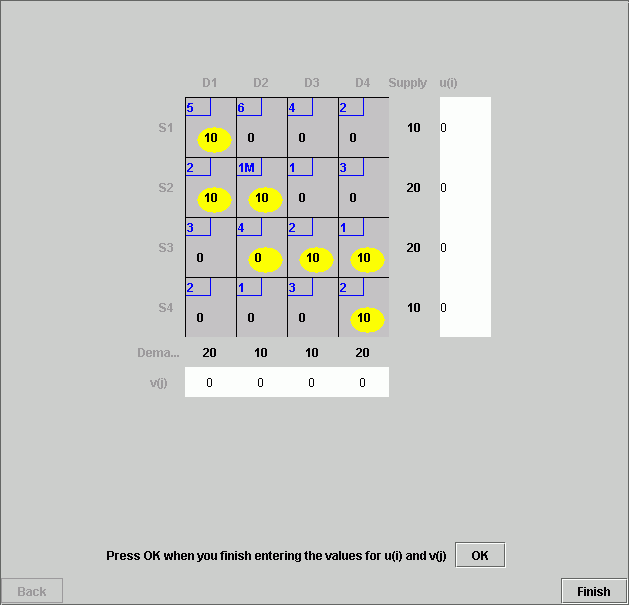 D1 D2 D3 D4 Supply u(i)
5 6 4 2
S1 10 0 0 0 10 0
2 1M 1 3
S2 10 10 0 0 20 0
3 4 2 1
S3 0 0 10 10 20 0
2 1 3 2
S4 0 0 0 10 10 0
Dema... 20 10 10 20
v(j) 0 0 0 0
Press OK when you finish entering the values for u(i) and v(j) OK
Back Finish